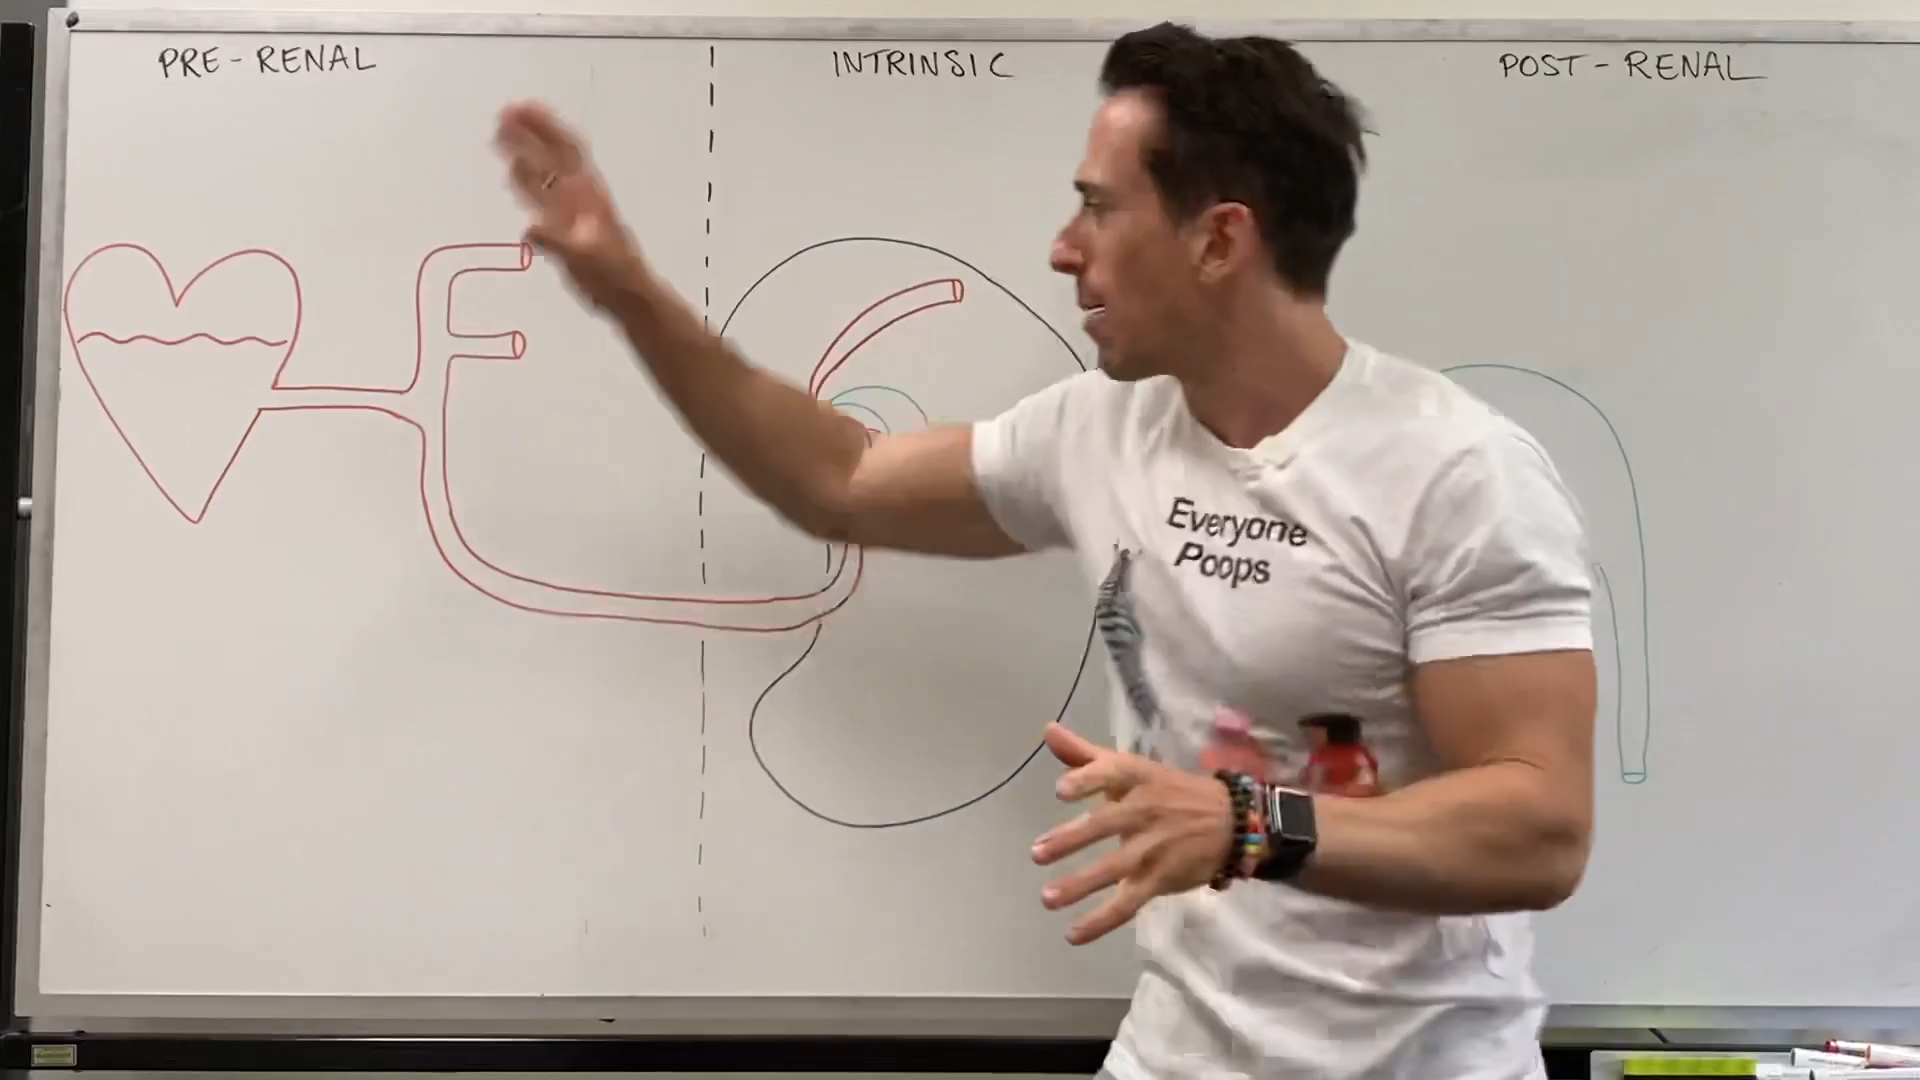 PRE-RENAL
INTRINSIC
POST-RENAL
Everyone
Poops